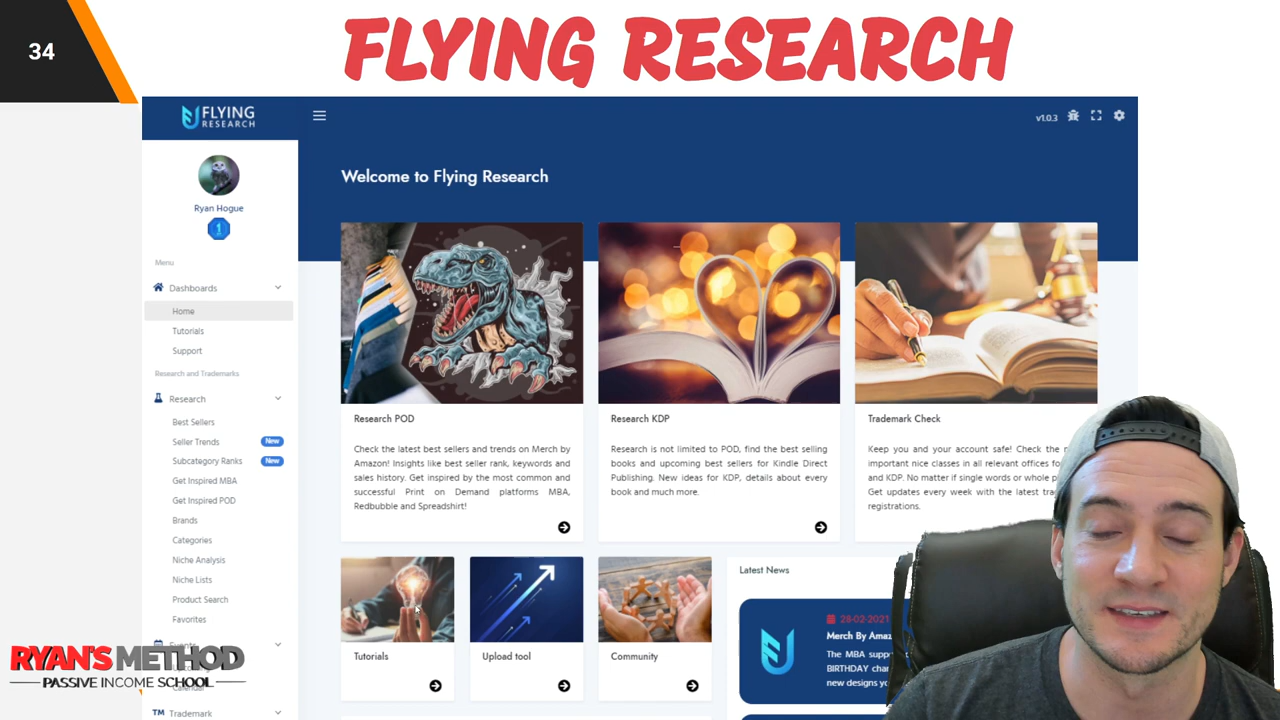 34
FLYING RESEARCH
FLYING
RESEARCH
v1.0.3
Welcome to Flying Research
Ryan Hogue
1
Menu
Dashboards
Home
Tutorials
Support
Research and Trademarks
Research
Best Sellers
Seller Trends New
Subcategory Ranks New
Get Inspired MBA
Get Inspired POD
Brands
Categories
Niche Analysis
Niche Lists
Product Search
Favorites
Events
Calendar
TM Trademark
Research POD
Check the latest best sellers and trends on Merch by
Amazon! Insights like best seller rank, keywords and
sales history. Get inspired by the most common and
successful Print on Demand platforms MBA,
Redbubble and Spreadshirt!
Research KDP
Research is not limited to POD, find the best selling
books and upcoming best sellers for Kindle Direct
Publishing. New ideas for KDP, details about every
book and much more.
Trademark Check
Keep you and your account safe! Check the
important nice classes in all relevant offices
and KDP. No matter if single words or whole
Get updates every week with the latest
registrations.
Tutorials
Upload tool
Community
Latest News
28-02-2021
Merch By
The MBA
BIRTHDAY
new designs
RYAN'S METHOD
PASSIVE INCOME SCHOOL